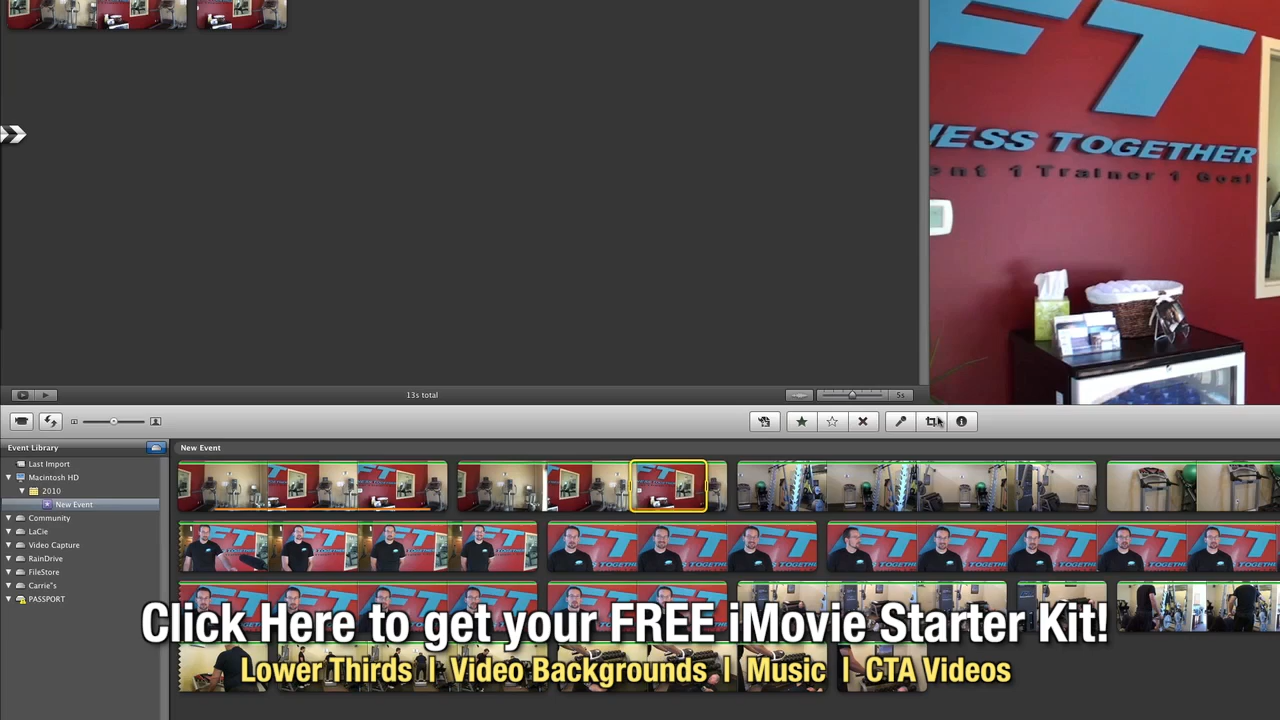 FT
NESS TOGETHER
ent 1 Trainer 1 Goal
13s total
5s
Event Library
New Event
Last Import
Macintosh HD
2010
New Event
Community
LaCie
Video Capture
RainDrive
FileStore
Carrie"s
PASSPORT
Click Here to get your FREE iMovie Starter Kit!
Lower Thirds | Video Backgrounds | Music | CTA Videos